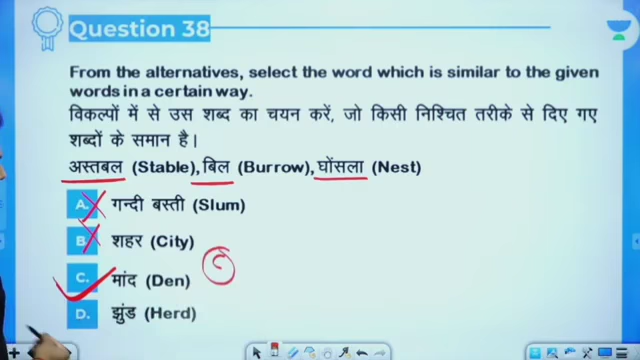 Question 38
From the alternatives, select the word which is similar to the given
words in a certain way.
विकल्पों में से उस शब्द का चयन करें, जो किसी निश्चित तरीके से दिए गए
शब्दों के समान है।
अस्तबल (Stable), बिल (Burrow), घोंसला (Nest)
A. गन्दी बस्ती (Slum)
B. शहर (City)
C. मांद (Den)
D. झुंड (Herd)